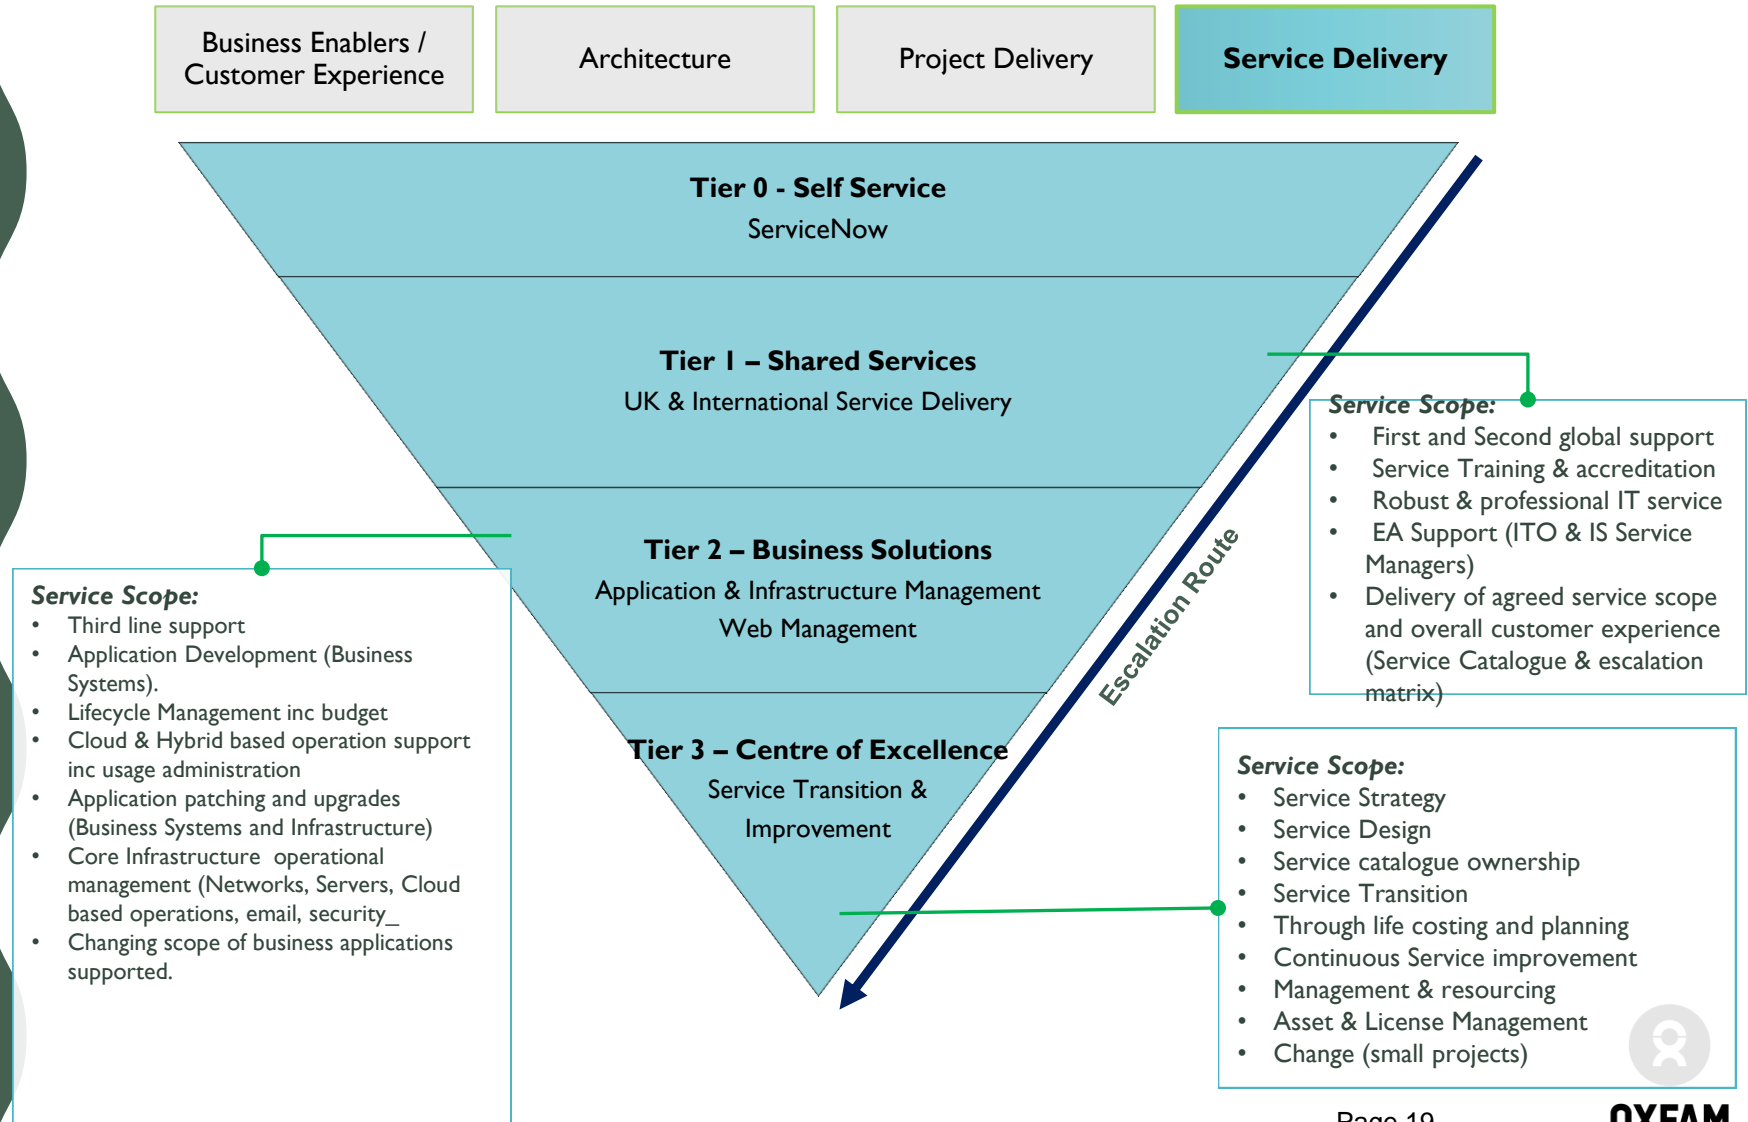 Business Enablers /
Customer Experience
Architecture
Project Delivery
Service Delivery
Tier 0 - Self Service
ServiceNow
Tier 1 – Shared Services
UK & International Service Delivery
Tier 2 – Business Solutions
Application & Infrastructure Management
Web Management
Tier 3 – Centre of Excellence
Service Transition &
Improvement
Escalation Route
Service Scope:
• First and Second global support
• Service Training & accreditation
• Robust & professional IT service
• EA Support (ITO & IS Service
Managers)
• Delivery of agreed service scope
and overall customer experience
(Service Catalogue & escalation
matrix)
Service Scope:
• Third line support
• Application Development (Business
Systems).
• Lifecycle Management inc budget
• Cloud & Hybrid based operation support
inc usage administration
• Application patching and upgrades
(Business Systems and Infrastructure)
• Core Infrastructure operational
management (Networks, Servers, Cloud
based operations, email, security_
• Changing scope of business applications
supported.
Service Scope:
• Service Strategy
• Service Design
• Service catalogue ownership
• Service Transition
• Through life costing and planning
• Continuous Service improvement
• Management & resourcing
• Asset & License Management
• Change (small projects)
Page 19
OXFAM